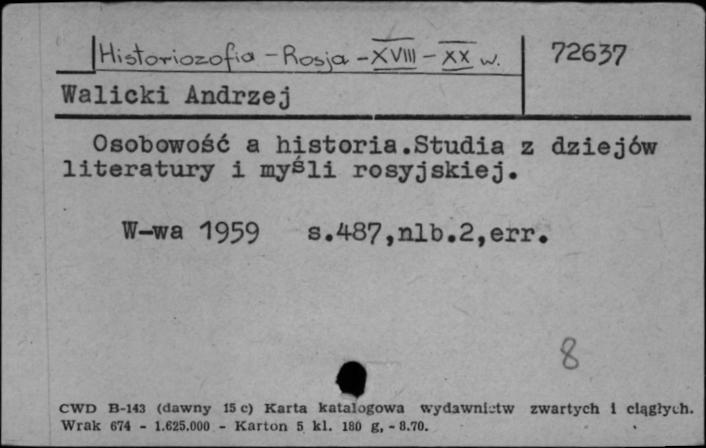 Historiozofia - Rosja - XVIII - XX w.
72637
Walicki Andrzej
Osobowość a historia.Studia z dziejów
literatury i myśli rosyjskiej.
W-wa 1959 s.487,nlb.2,err.
8
CWD B-143 (dawny 15 c) Karta katalogowa wydawnictw zwartych i ciągłych.
Wrak 674 - 1.625.000 - Karton 5 kl. 180 g, - 8.70.